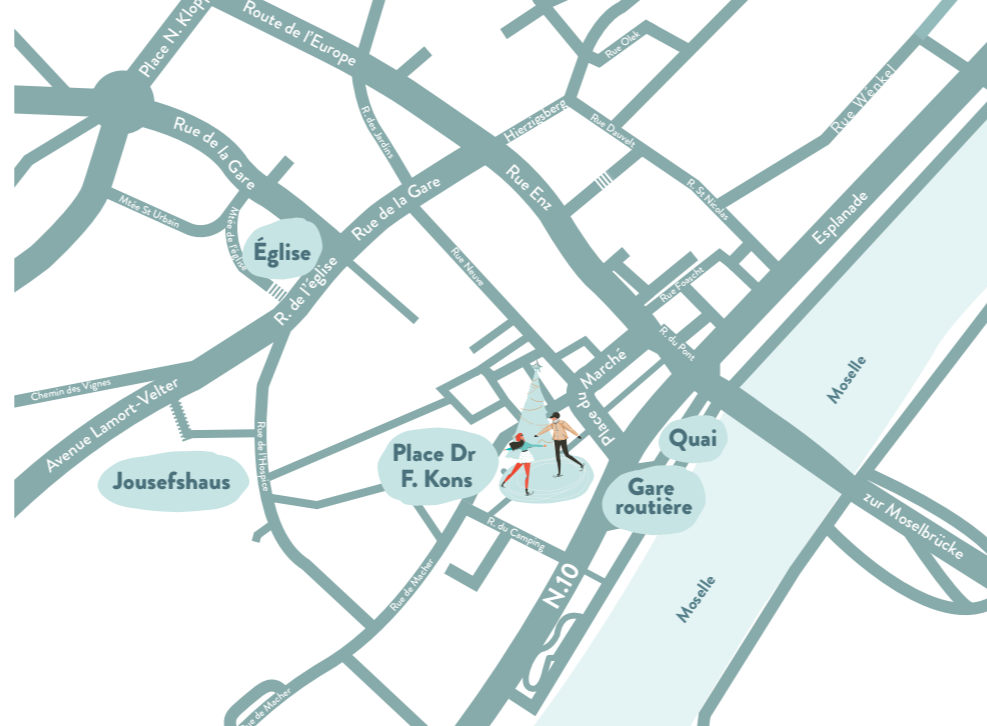 Place N. Klopp
Route de l'Europe
Rue Olek
Hierzigsberg
Rue Dauvelt
Rue Wenkel
R. des Jardins
Rue de la Gare
Rue de la Gare
Rue Enz
R. St Nicolas
Mtée St Urbain
Mtée de l'église
Église
R. de l'église
Rue Neuve
Esplanade
Rue Foascht
R. du Pont
Moselle
Chemin des Vignes
Avenue Lamort-Velter
Place du
Marché
Rue de l'Hospice
Jousefshaus
Place Dr
F. Kons
Quai
Gare
routière
zur Moselbrücke
R. du Camping
N.10
Rue de Macher
Moselle
Rue de Macher